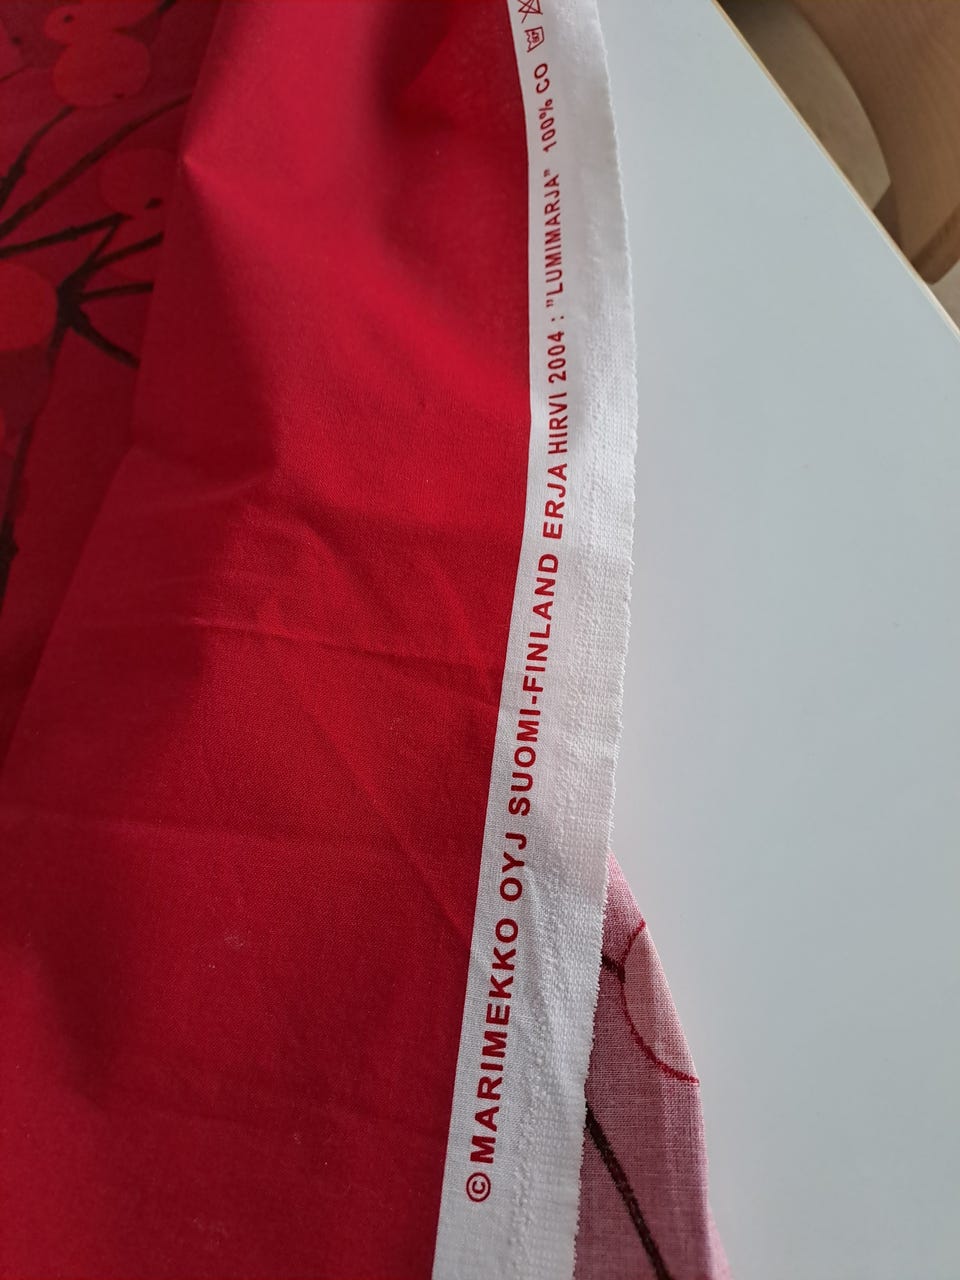 © MARIMEKKO OYJ SUOMI-FINLAND ERJA HIRVI 2004 : "LUMIMARJA" 100% CO